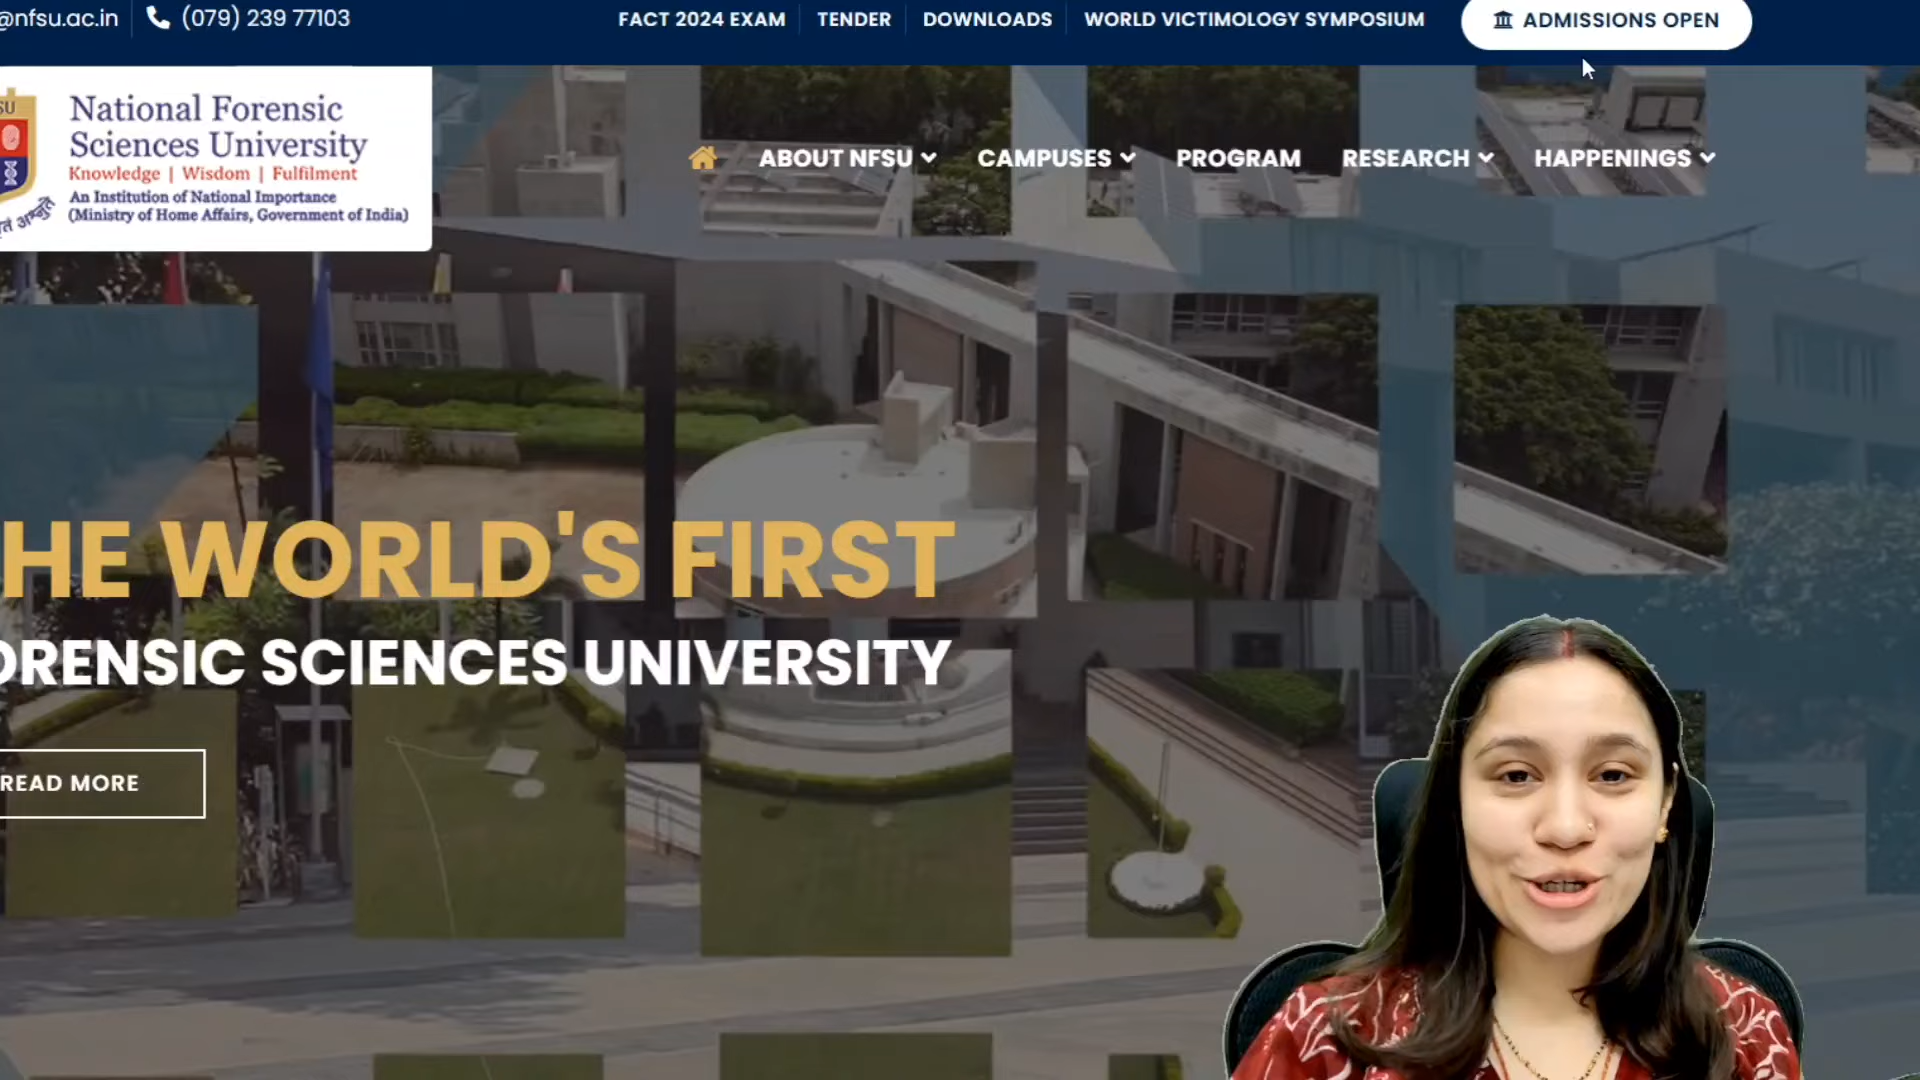 @nfsu.ac.in
(079) 239 77103
FACT 2024 EXAM
TENDER
DOWNLOADS
WORLD VICTIMOLOGY SYMPOSIUM
ADMISSIONS OPEN
SU
National Forensic
Sciences University
Knowledge | Wisdom | Fulfilment
An Institution of National Importance
(Ministry of Home Affairs, Government of India)
ABOUT NFSU
CAMPUSES
PROGRAM
RESEARCH
HAPPENINGS
HE WORLD'S FIRST
ORENSIC SCIENCES UNIVERSITY
READ MORE